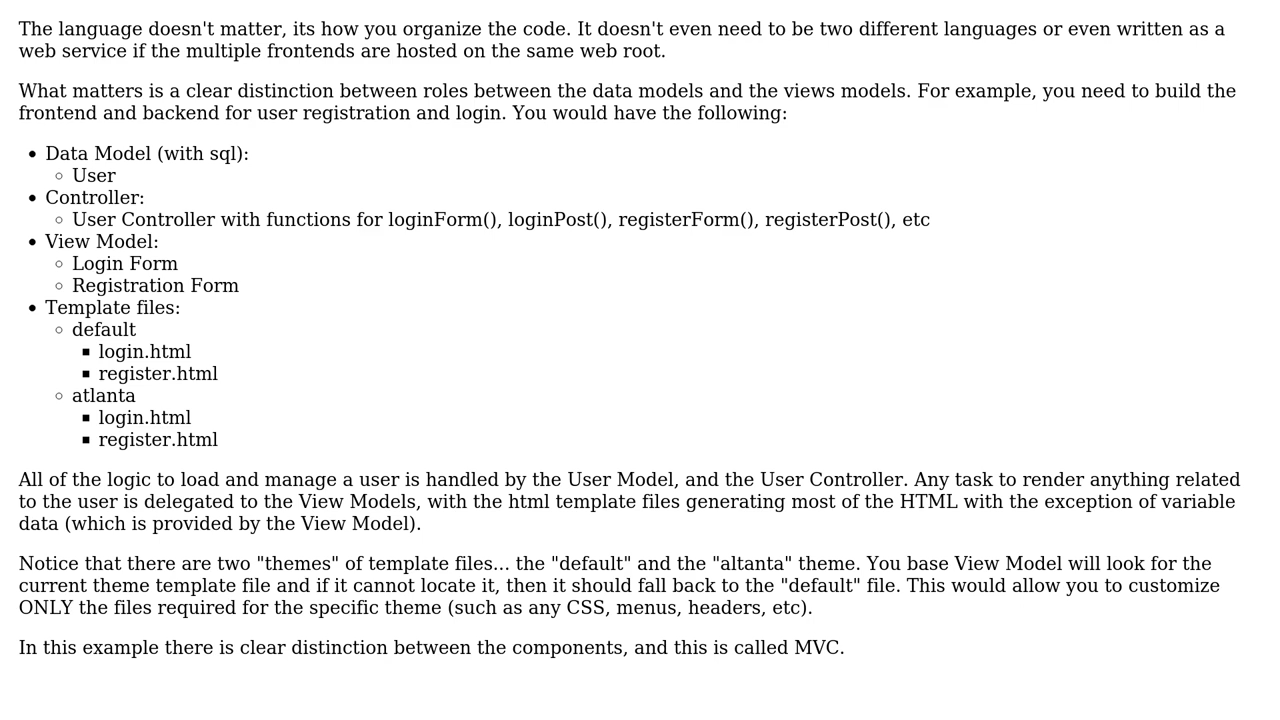 The language doesn't matter, its how you organize the code. It doesn't even need to be two different languages or even written as a
web service if the multiple frontends are hosted on the same web root.
What matters is a clear distinction between roles between the data models and the views models. For example, you need to build the
frontend and backend for user registration and login. You would have the following:
• Data Model (with sql):
◦ User
• Controller:
◦ User Controller with functions for loginForm(), loginPost(), registerForm(), registerPost(), etc
• View Model:
◦ Login Form
◦ Registration Form
• Template files:
◦ default
▪ login.html
▪ register.html
◦ atlanta
▪ login.html
▪ register.html
All of the logic to load and manage a user is handled by the User Model, and the User Controller. Any task to render anything related
to the user is delegated to the View Models, with the html template files generating most of the HTML with the exception of variable
data (which is provided by the View Model).
Notice that there are two "themes" of template files... the "default" and the "altanta" theme. You base View Model will look for the
current theme template file and if it cannot locate it, then it should fall back to the "default" file. This would allow you to customize
ONLY the files required for the specific theme (such as any CSS, menus, headers, etc).
In this example there is clear distinction between the components, and this is called MVC.